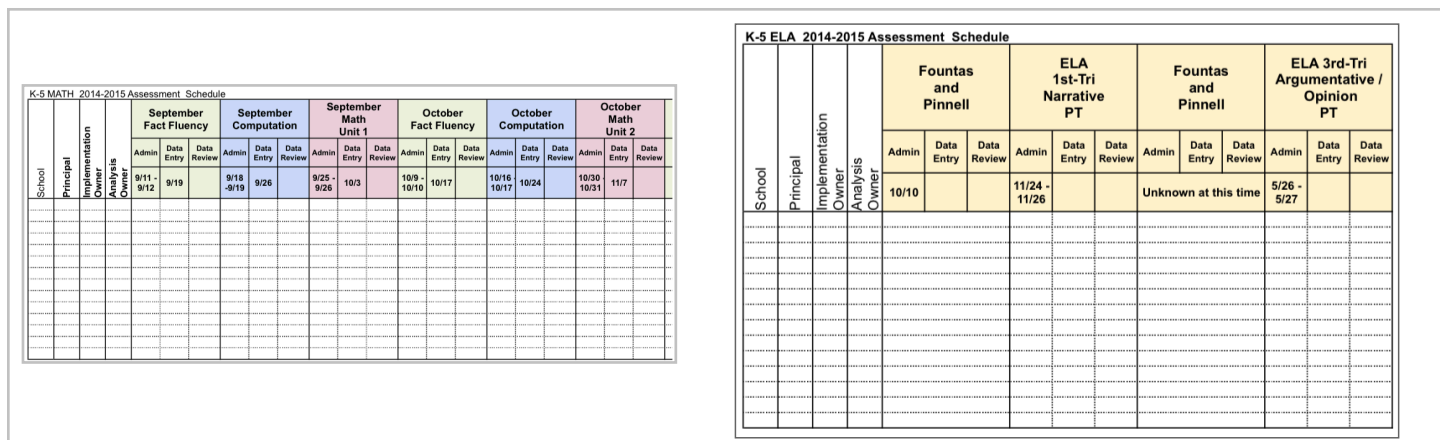 K-5 MATH 2014-2015 Assessment Schedule
School
Principal
Implementation
Owner
Analysis
Owner
September
Fact Fluency
September
Computation
September
Math
Unit 1
October
Fact Fluency
October
Computation
October
Math
Unit 2
Admin Data Entry Data Review Admin Data Entry Data Review Admin Data Entry Data Review Admin Data Entry Data Review Admin Data Entry Data Review Admin Data Entry Data Review
9/11 - 9/12 9/19 9/18 -9/19 9/26 9/25 - 9/26 10/3 10/9 - 10/10 10/17 10/16 - 10/17 10/24 10/30 - 10/31 11/7
K-5 ELA 2014-2015 Assessment Schedule
School
Principal
Implementation
Owner
Analysis
Owner
Fountas
and
Pinnell
ELA
1st-Tri
Narrative
PT
Fountas
and
Pinnell
ELA 3rd-Tri
Argumentative /
Opinion
PT
Admin Data Entry Data Review Admin Data Entry Data Review Admin Data Entry Data Review Admin Data Entry Data Review
10/10 11/24 - 11/26 Unknown at this time 5/26 - 5/27